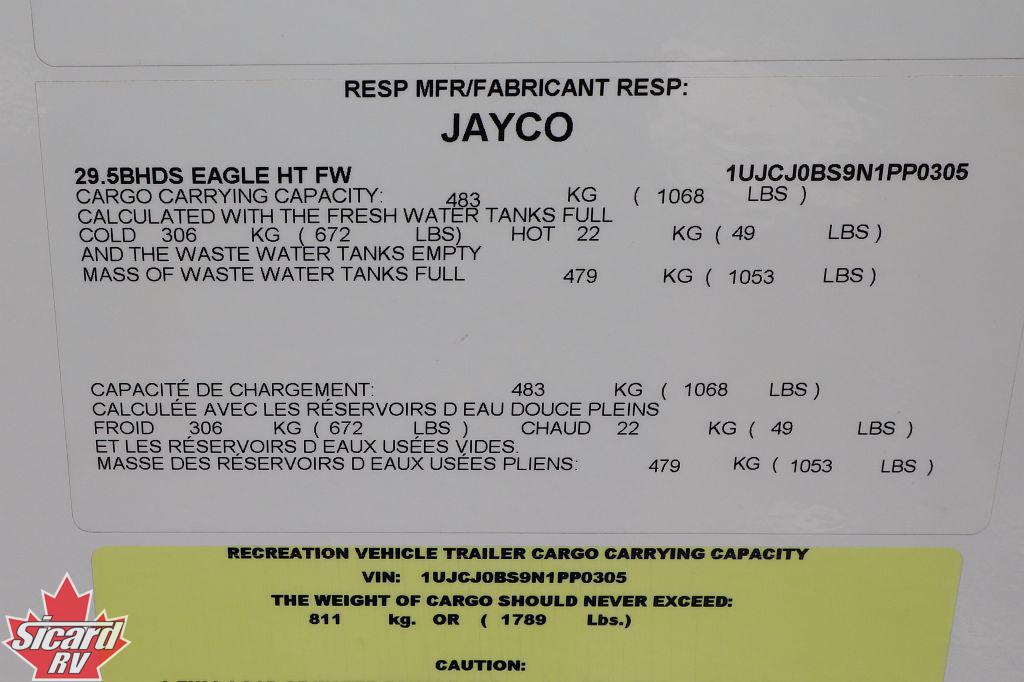 RESP MFR/FABRICANT RESP:
JAYCO
29.5BHDS EAGLE HT FW 1UJCJ0BS9N1PP0305
CARGO CARRYING CAPACITY: 483 KG ( 1068 LBS )
CALCULATED WITH THE FRESH WATER TANKS FULL
COLD 306 KG ( 672 LBS) HOT 22 KG ( 49 LBS )
AND THE WASTE WATER TANKS EMPTY
MASS OF WASTE WATER TANKS FULL 479 KG ( 1053 LBS )
CAPACITÉ DE CHARGEMENT: 483 KG ( 1068 LBS )
CALCULÉE AVEC LES RÉSERVOIRS D EAU DOUCE PLEINS
FROID 306 KG ( 672 LBS ) CHAUD 22 KG ( 49 LBS )
ET LES RÉSERVOIRS D EAUX USÉES VIDES.
MASSE DES RÉSERVOIRS D EAUX USÉES PLIENS: 479 KG ( 1053 LBS )
RECREATION VEHICLE TRAILER CARGO CARRYING CAPACITY
VIN: 1UJCJ0BS9N1PP0305
THE WEIGHT OF CARGO SHOULD NEVER EXCEED:
811 kg. OR ( 1789 Lbs.)
CAUTION:
Sicard
RV